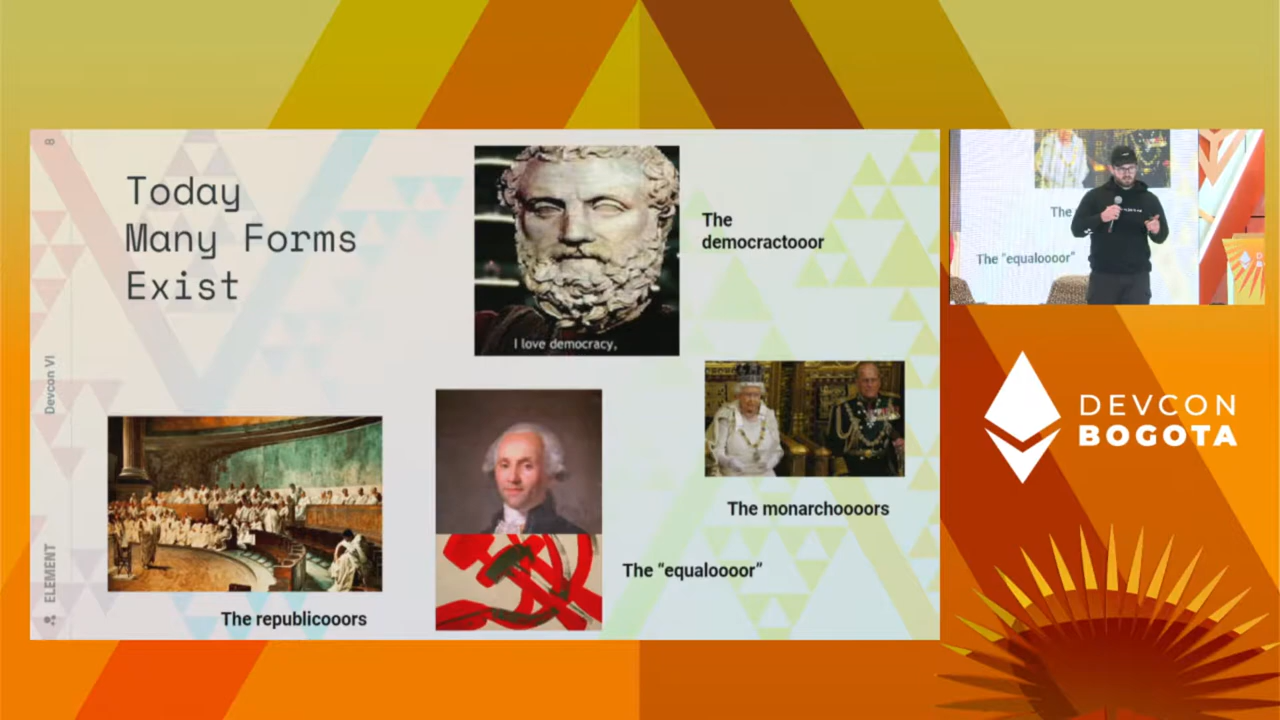 8
Devcon VI
ELEMENT
Today
Many Forms
Exist
I love democracy,
The
democractooor
The monarchoooors
The "equaloooor"
The republicooors
The
The "equaloooor"
DEVCON
BOGOTA